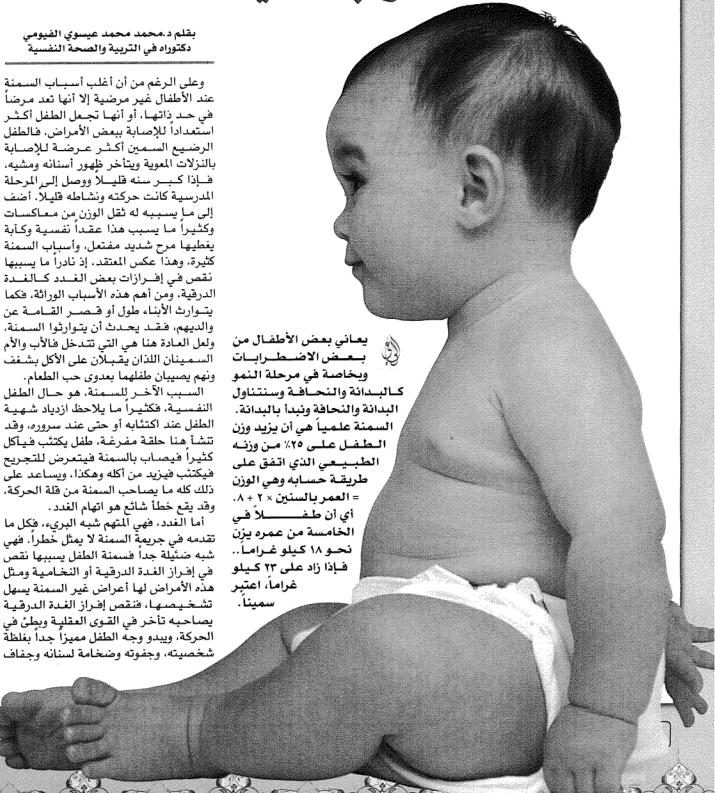 بقلم د.محمد محمد عيسوي الفيومي
دكتوراه في التربية والصحة النفسية
يعاني بعض الأطفال من
بعض الاضطرابات
وبخاصة في مرحلة النمو
كالبدانة والنحافة وسنتناول
البدانة والنحافة ونبدأ بالبدانة.
السمنة علمياً هي أن يزيد وزن
الطفل على ٢٥٪ من وزنه
الطبيعي الذي اتفق على
طريقة حسابه وهي الوزن
= العمر بالسنين × ٢ + ٨.
أي أن طفلاً في
الخامسة من عمره يزن
نحو ١٨ كيلو غراماً..
فإذا زاد على ٢٣ كيلو
غراماً، اعتبر
سميناً.
وعلى الرغم من أن أغلب أسباب السمنة
عند الأطفال غير مرضية إلا أنها تعد مرضاً
في حد ذاتها، أو أنها تجعل الطفل أكثر
استعداداً للإصابة ببعض الأمراض، فالطفل
الرضيع السمين أكثر عرضة للإصابة
بالنزلات المعوية ويتأخر ظهور أسنانه ومشيه،
فإذا كبر سنه قليلاً ووصل إلى المرحلة
المدرسية كانت حركته ونشاطه قليلاً، أضف
إلى ما يسببه له ثقل الوزن من معاكسات
وكثيراً ما يسبب هذا عقداً نفسية وكآبة
يغطيها مرح شديد مفتعل، وأسباب السمنة
كثيرة، وهذا عكس المعتقد، إذ نادراً ما يسببها
نقص في إفرازات بعض الغدد كالغدة
الدرقية، ومن أهم هذه الأسباب الوراثة، فكما
يتوارث الأبناء طول أو قصر القامة عن
والديهم، فقد يحدث أن يتوارثوا السمنة،
ولعل العادة هنا هي التي تتدخل فالأب والأم
السمينان اللذان يقبلان على الأكل بشغف
ونهم يصيبان طفلهما بعدوى حب الطعام.
السبب الآخر للسمنة، هو حال الطفل
النفسية، فكثيراً ما يلاحظ ازدياد شهية
الطفل عند اكتئابه أو حتى عند سروره، وقد
تنشأ هنا حلقة مفرغة، طفل يكتئب فيأكل
كثيراً فيصاب بالسمنة فيتعرض للتجريح
فيكتئب فيزيد من أكله وهكذا، ويساعد على
ذلك كله ما يصاحب السمنة من قلة الحركة،
وقد يقع خطأ شائع هو اتهام الغدد.
أما الغدد، فهي المتهم شبه البريء، فكل ما
تقدمه في جريمة السمنة لا يمثل خطراً، فهي
شبه ضئيلة جداً فسمنة الطفل يسببها نقص
في إفراز الغدة الدرقية أو النخامية ومثل
هذه الأمراض لها أعراض غير السمنة يسهل
تشخيصها، فنقص إفراز الغدة الدرقية
يصاحبه تأخر في القوى العقلية وبطئ في
الحركة، ويبدو وجه الطفل مميزاً جداً بغلظة
شخصيته، وجفوته وضخامة لسانه وجفاف